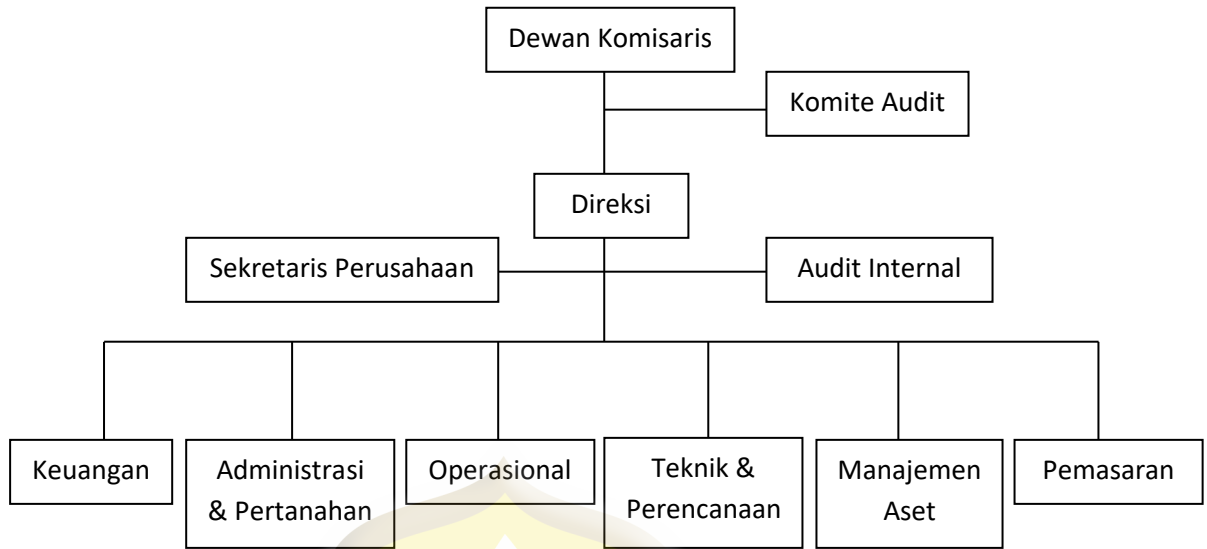 Dewan Komisaris
Komite Audit
Direksi
Sekretaris Perusahaan
Audit Internal
Keuangan
Administrasi
& Pertanahan
Operasional
Teknik &
Perencanaan
Manajemen
Aset
Pemasaran